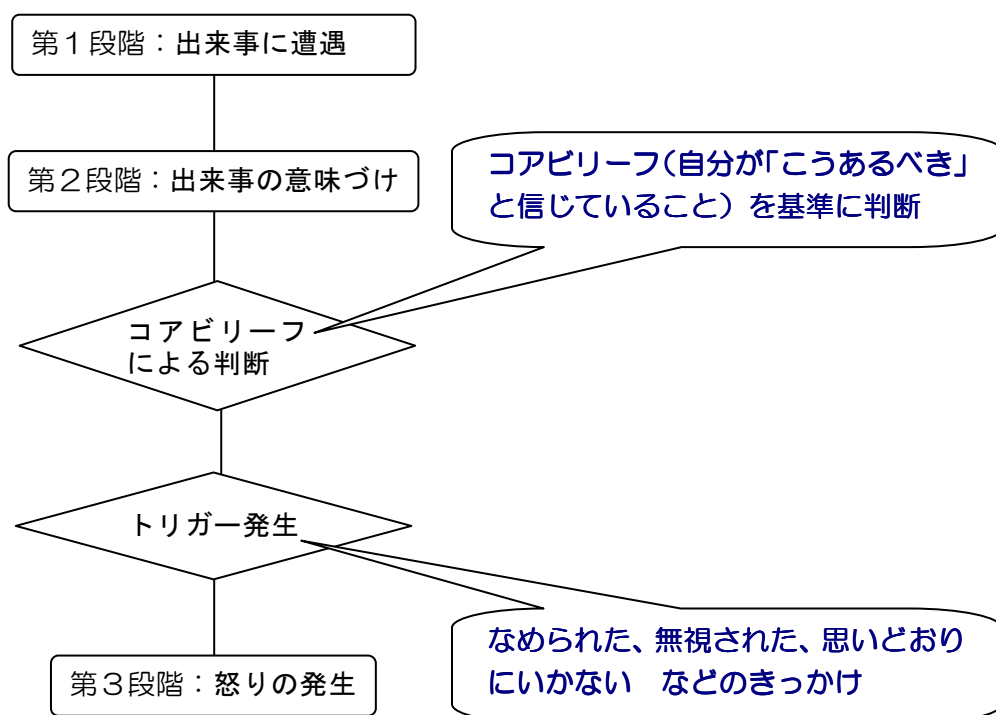 第１段階：出来事に遭遇
第２段階：出来事の意味づけ
コアビリーフ（自分が「こうあるべき」
と信じていること）を基準に判断
コアビリーフ
による判断
トリガー発生
なめられた、無視された、思いどおり
にいかない　などのきっかけ
第３段階：怒りの発生